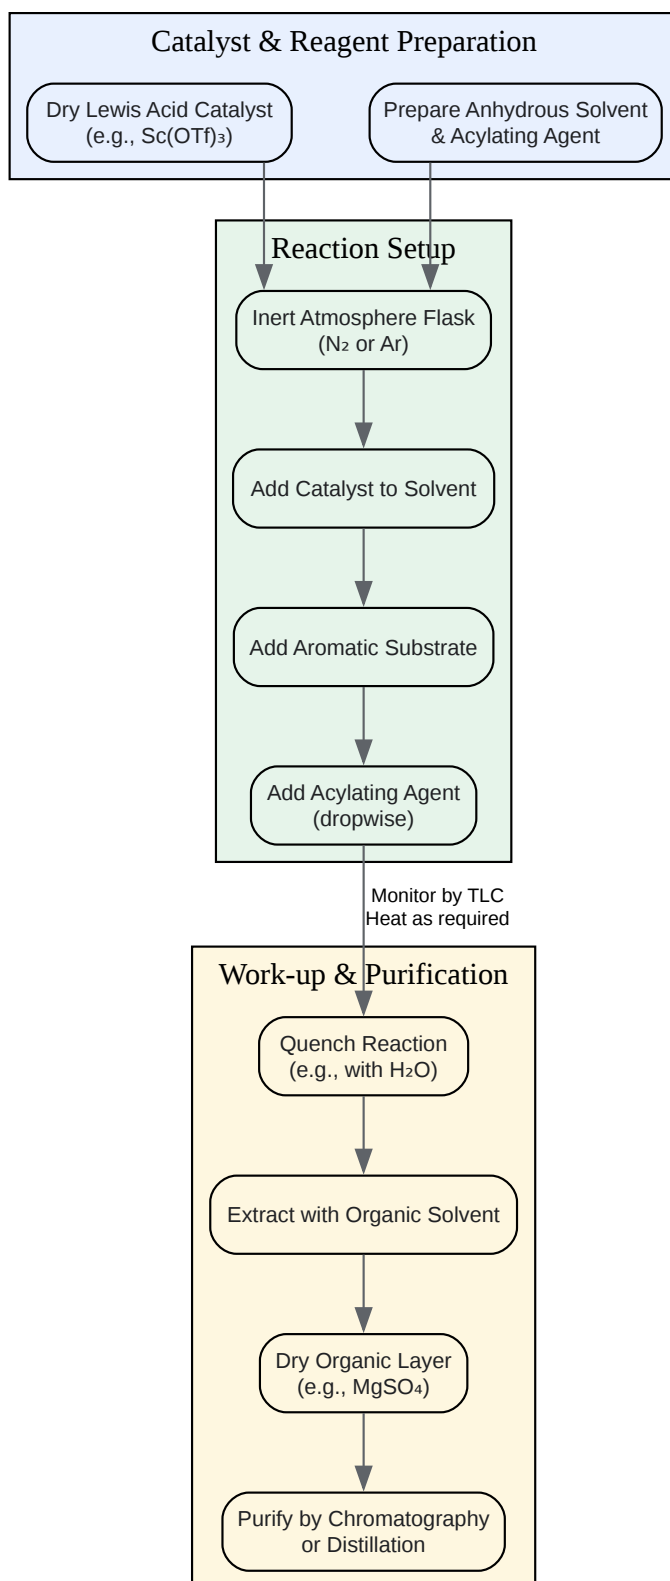 Catalyst & Reagent Preparation
Dry Lewis Acid Catalyst
(e.g., Sc(OTf)₃)
Prepare Anhydrous Solvent
& Acylating Agent
Reaction Setup
Inert Atmosphere Flask
(N₂ or Ar)
Add Catalyst to Solvent
Add Aromatic Substrate
Add Acylating Agent
(dropwise)
Monitor by TLC
Heat as required
Work-up & Purification
Quench Reaction
(e.g., with H₂O)
Extract with Organic Solvent
Dry Organic Layer
(e.g., MgSO₄)
Purify by Chromatography
or Distillation